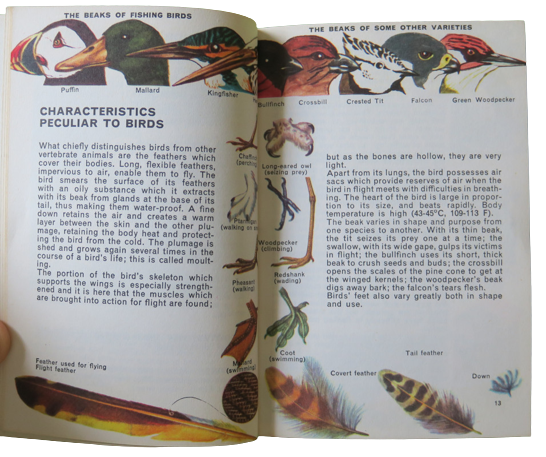 THE BEAKS OF FISHING BIRDS
Puffin
Mallard
Kingfisher
CHARACTERISTICS
PECULIAR TO BIRDS
What chiefly distinguishes birds from other
vertebrate animals are the feathers which
cover their bodies. Long, flexible feathers,
impervious to air, enable them to fly. The
bird smears the surface of its feathers
with an oily substance which it extracts
with its beak from glands at the base of its
tail, thus making them water-proof. A fine
down retains the air and creates a warm
layer between the skin and the other plu-
mage, retaining the body heat and protect-
ing the bird from the cold. The plumage is
shed and grows again several times in the
course of a bird's life; this is called moult-
ing.
The portion of the bird's skeleton which
supports the wings is especially strength-
ened and it is here that the muscles which
are brought into action for flight are found;
(walking)
Mallard
(swimming)
Feather used for flying
Flight feather
THE BEAKS OF SOME OTHER VARIETIES
Bullfinch
Crossbill
Crested Tit
Falcon
Green Woodpecker
Long-eared owl
(seizing prey)
Woodpecker
(climbing)
Redshank
(wading)
Coot
(swimming)
but as the bones are hollow, they are very
light.
Apart from its lungs, the bird possesses air
sacs which provide reserves of air when the
bird in flight meets with difficulties in breath-
ing. The heart of the bird is large in propor-
tion to its size, and beats rapidly. Body
temperature is high (43-45°C, 109-113 F).
The beak varies in shape and purpose from
one species to another. With its thin beak,
the tit seizes its prey one at a time; the
swallow, with its wide gape, gulps its victims
in flight; the bullfinch uses its short, thick
beak to crush seeds and buds; the crossbill
opens the scales of the pine cone to get at
the winged kernels; the woodpecker's beak
digs away bark; the falcon's tears flesh.
Birds' feet also vary greatly both in shape
and use.
Covert feather
Tail feather
Down
13